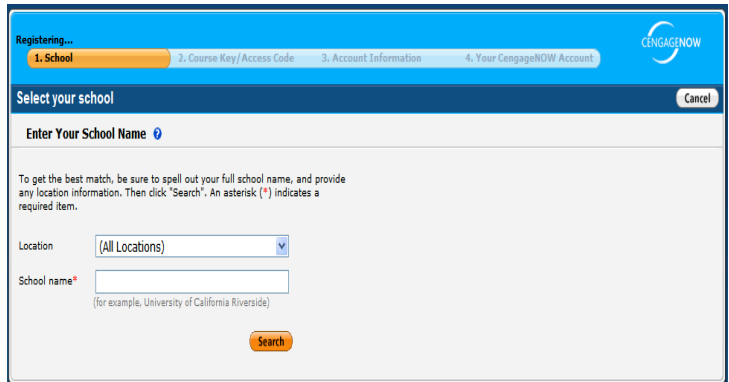 Registering...
CENGAGENOW
1. School
2. Course Key/Access Code
3. Account Information
4. Your CengageNOW Account
Select your school
Cancel
Enter Your School Name ?
To get the best match, be sure to spell out your full school name, and provide
any location information. Then click "Search". An asterisk (*) indicates a
required item.
Location
(All Locations)
School name*
(for example, University of California Riverside)
Search